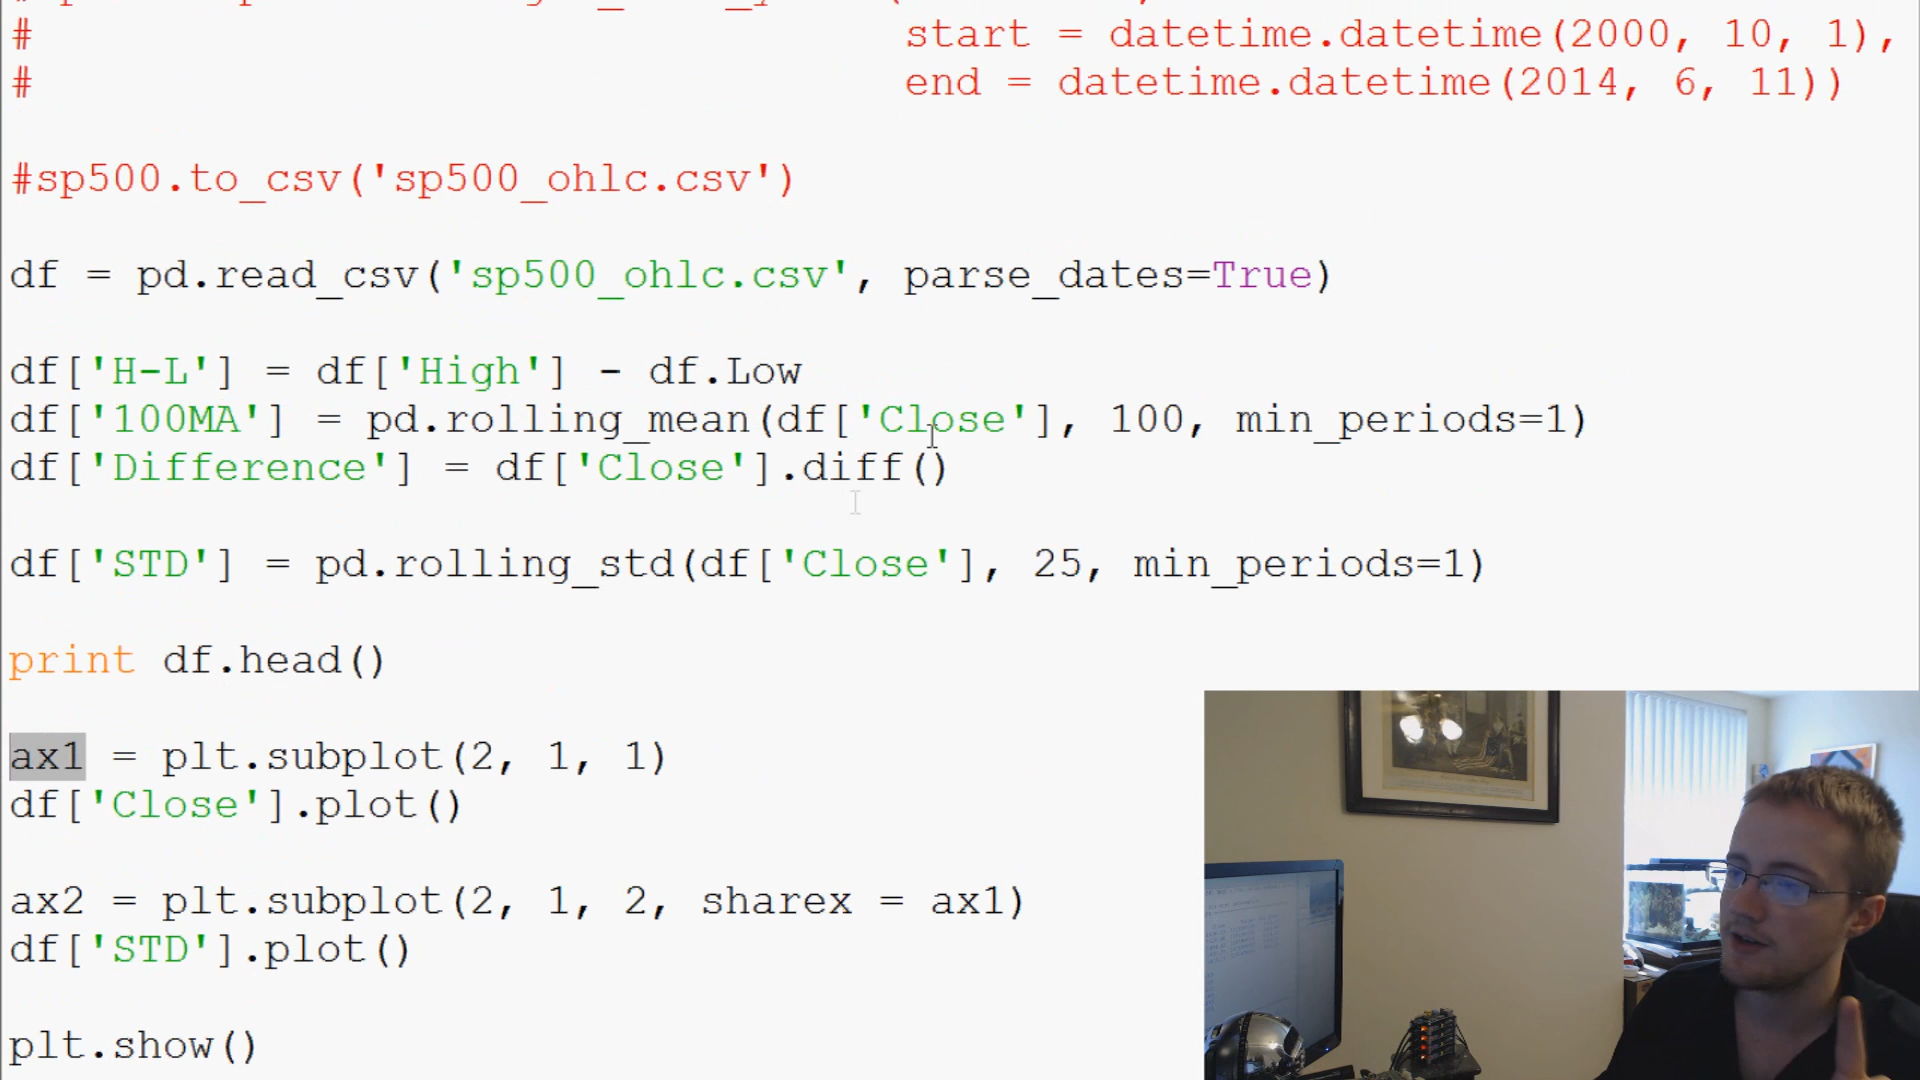 # start = datetime.datetime(2000, 10, 1),
# end = datetime.datetime(2014, 6, 11))
#sp500.to_csv('sp500_ohlc.csv')
df = pd.read_csv('sp500_ohlc.csv', parse_dates=True)
df['H-L'] = df['High'] - df.Low
df['100MA'] = pd.rolling_mean(df['Close'], 100, min_periods=1)
df['Difference'] = df['Close'].diff()
df['STD'] = pd.rolling_std(df['Close'], 25, min_periods=1)
print df.head()
ax1 = plt.subplot(2, 1, 1)
df['Close'].plot()
ax2 = plt.subplot(2, 1, 2, sharex = ax1)
df['STD'].plot()
plt.show()